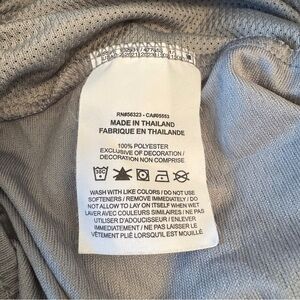 RN#56323 - CA#05553
MADE IN THAILAND
FABRIQUE EN THAILANDE
100% POLYESTER
EXCLUSIVE OF DECORATION /
DECORATION NON COMPRISE
WASH WITH LIKE COLORS / DO NOT USE
SOFTENERS / REMOVE IMMEDIATELY / DO
NOT ALLOW TO LAY ON ITSELF WHEN WET
LAVER AVEC COULEURS SIMILAIRES / NE PAS
UTILISER D'ADOUCISSEUR / ENLEVER
IMMEDIATEMENT / NE PAS LAISSER LE
VÊTEMENT PLIÉ LORSQU'IL EST MOUILLÉ.